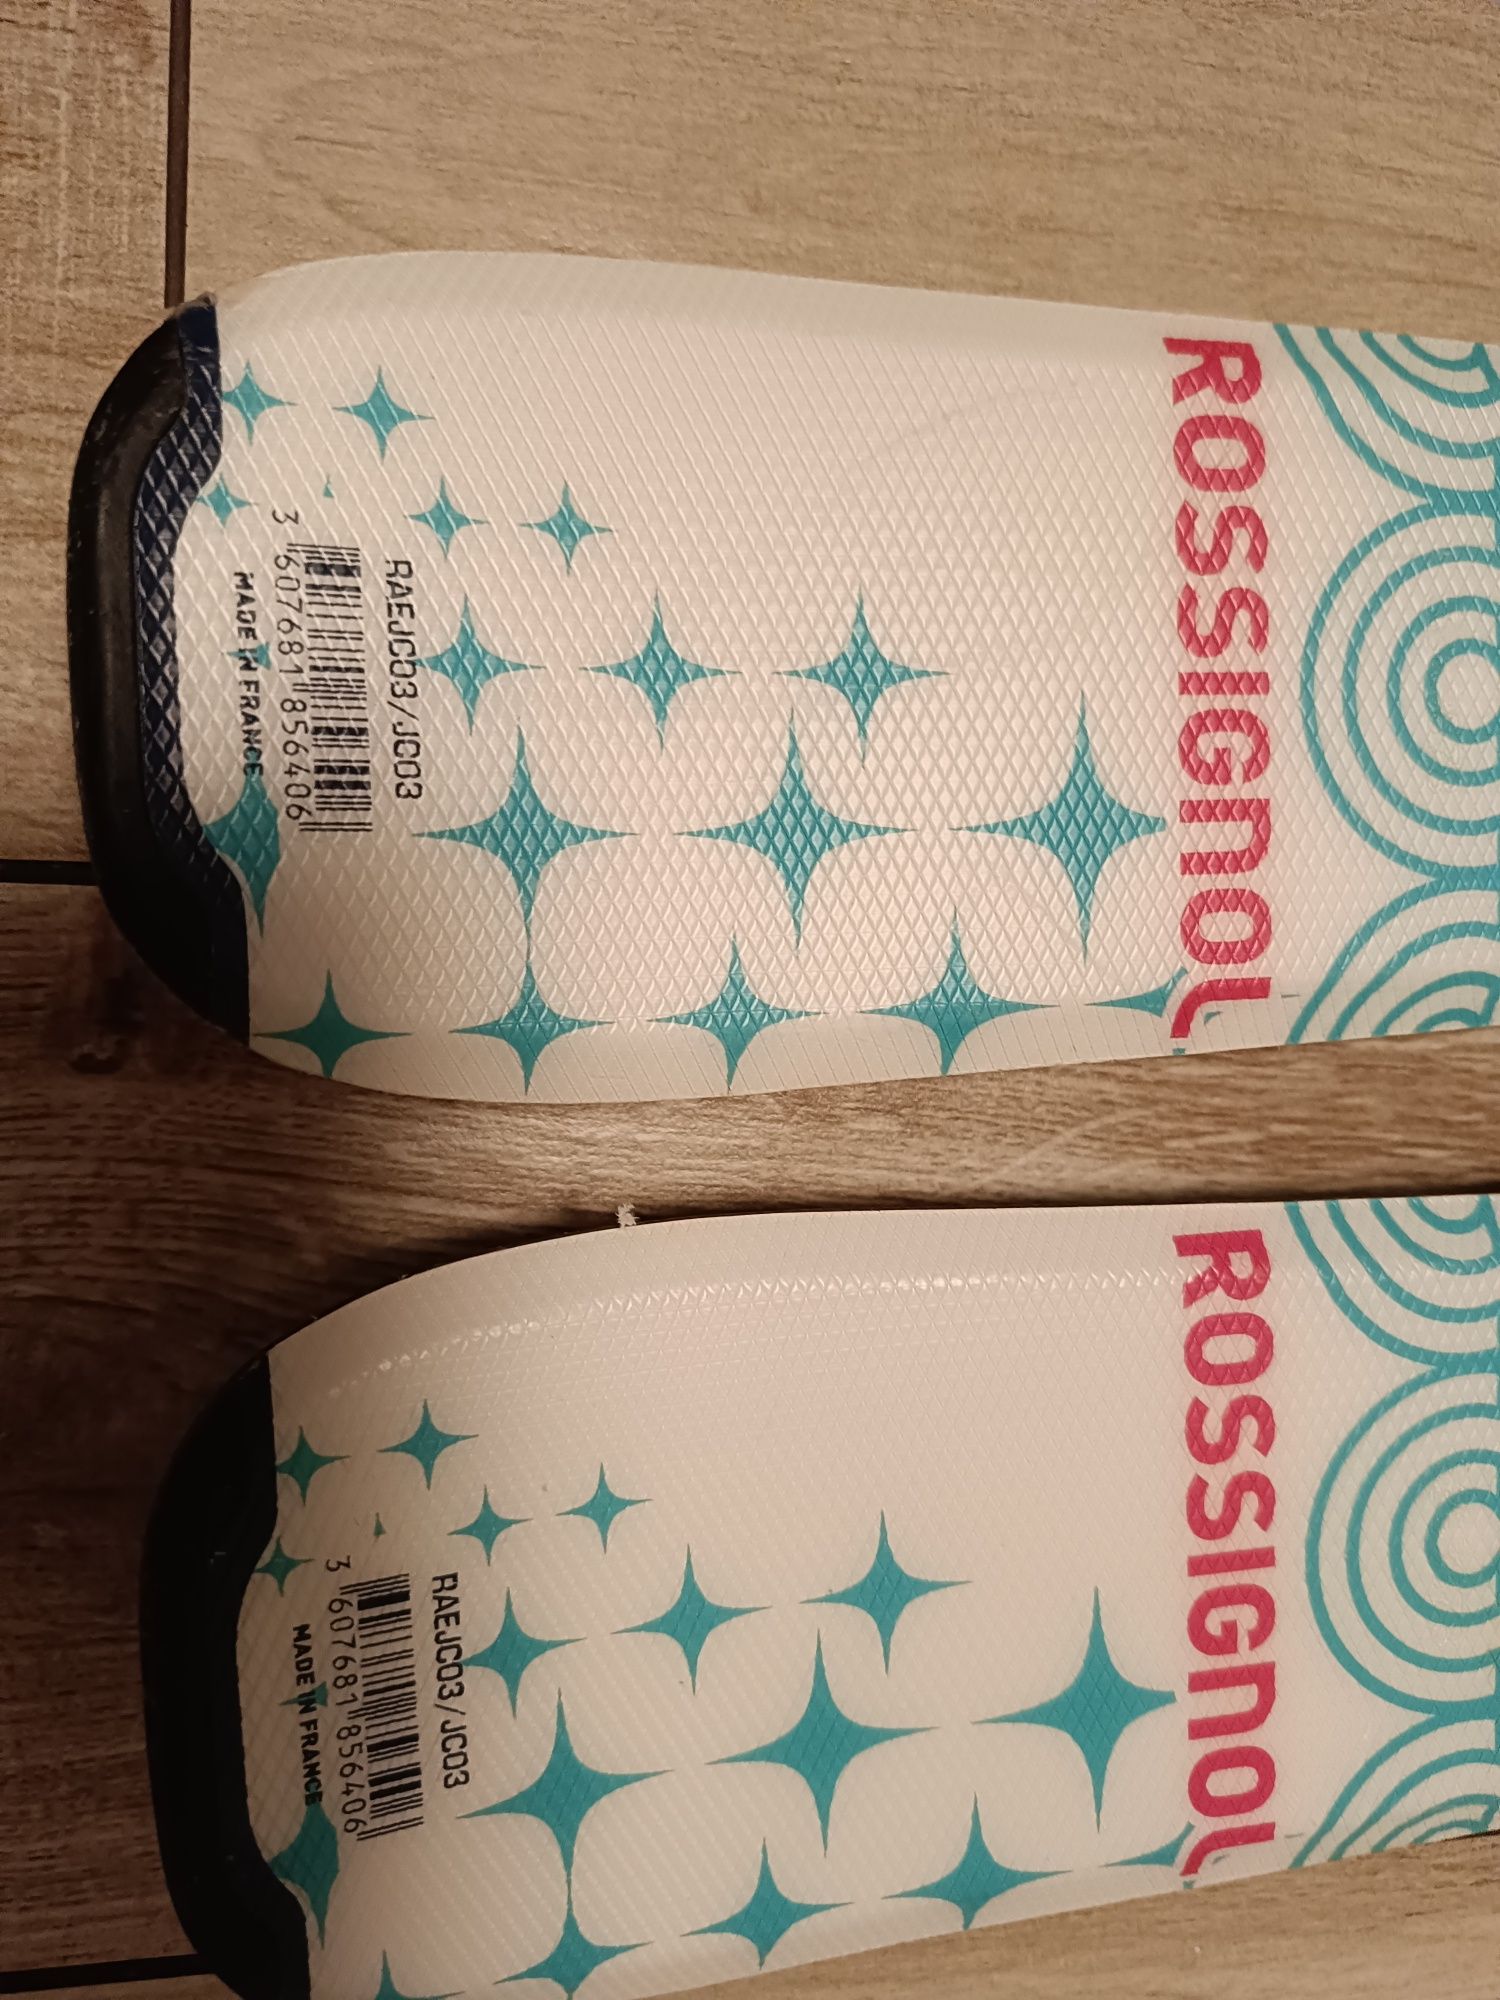 RAEJC03/JC03
3 607681 856406
MADE IN FRANCE
ROSSIGNOL
RAEJC03/JC03
3 607681 856406
MADE IN FRANCE
ROSSIGNOL